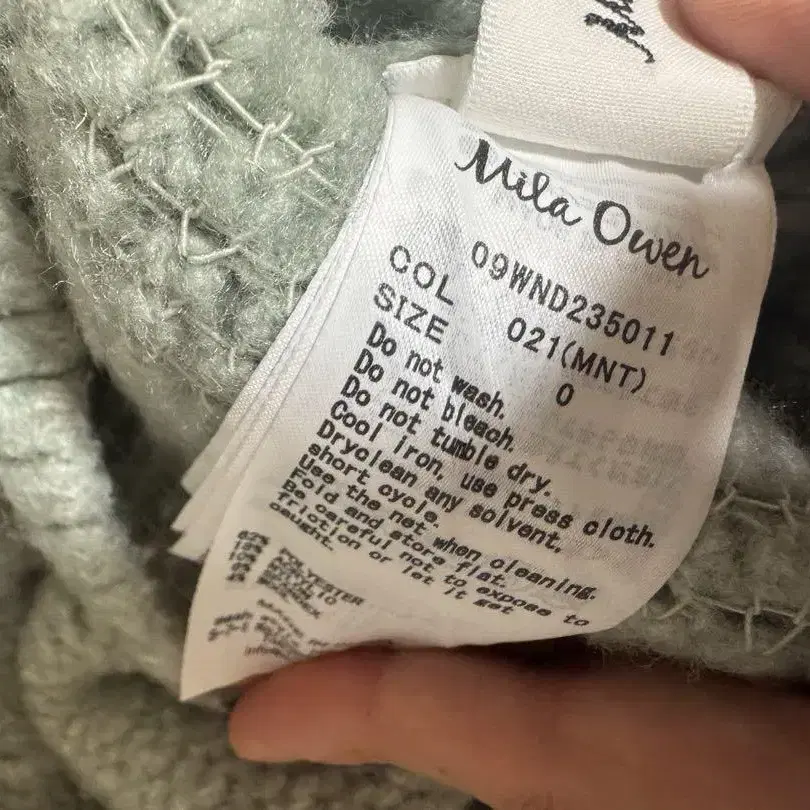 Mila Owen
09WND235011
COL 021(MNT)
SIZE 0
Do not wash.
Do not bleach.
Do not tumble dry.
Cool iron, use press cloth.
Dryclean any solvent,
short cycle.
Use the net when cleaning.
Fold and store flat.
Be careful not to expose to
friction or let it get
caught.
POLYESTER